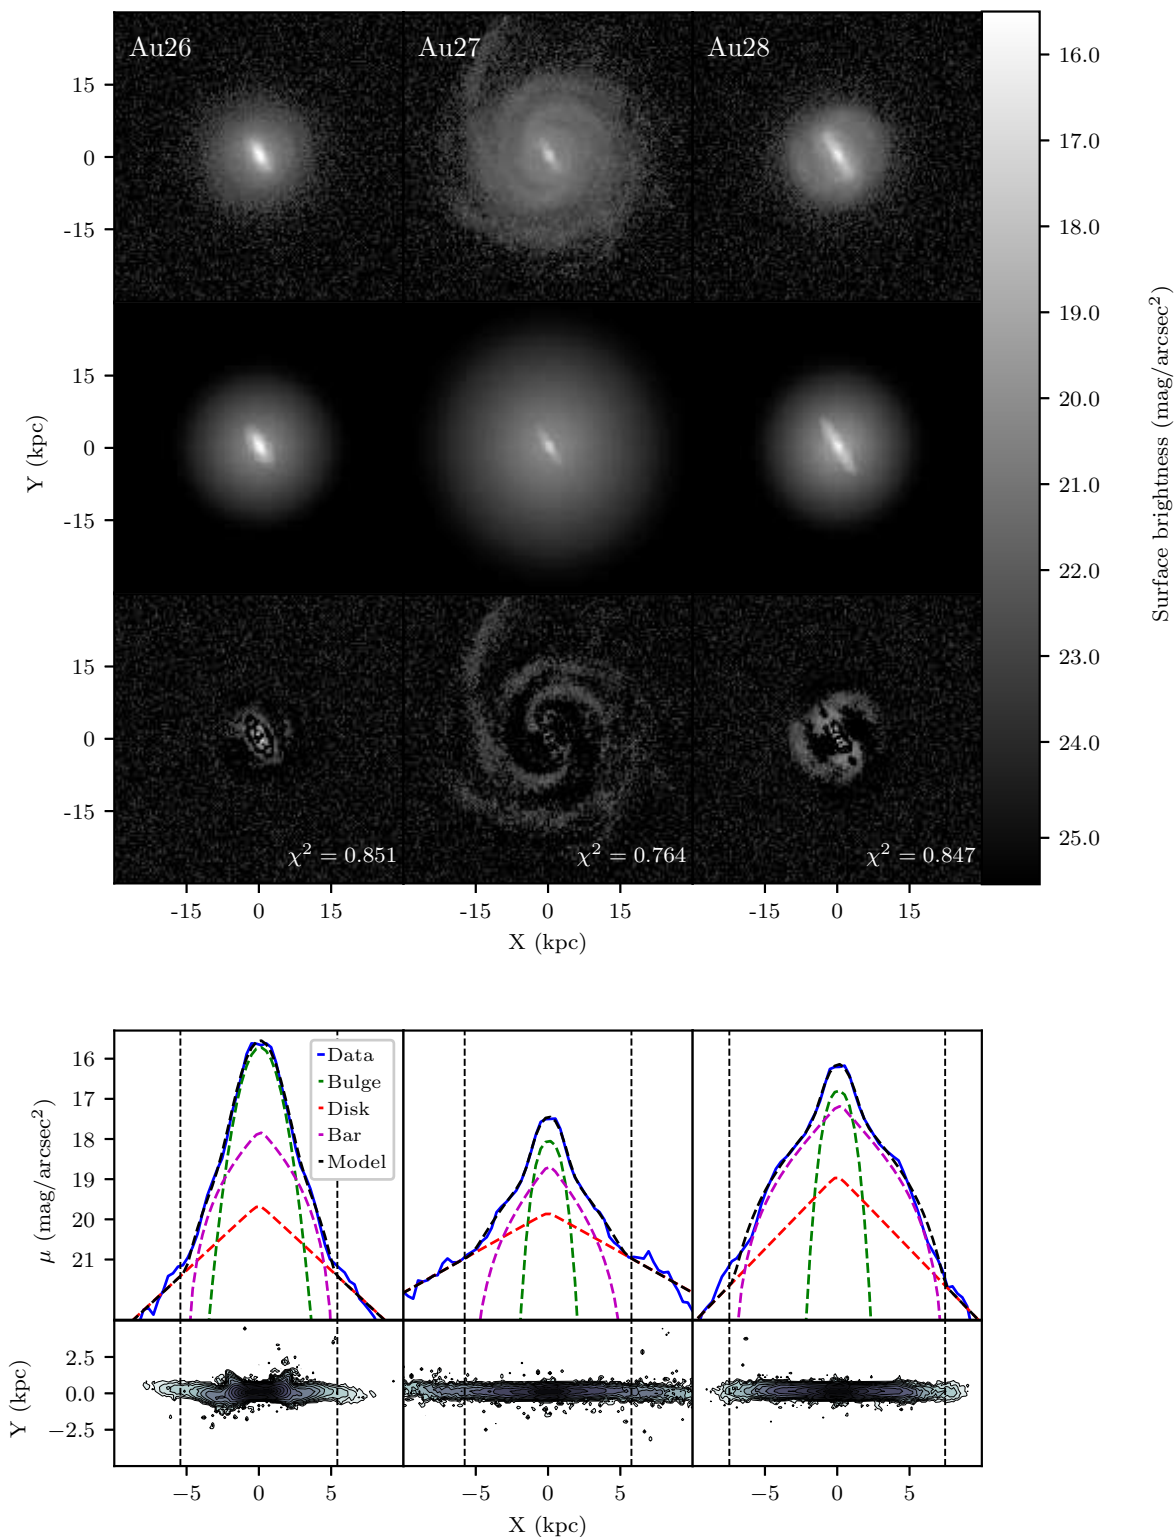 Au26 Au27 Au28
15
0
-15
15
0
-15
15
0
-15
Y (kpc)
χ² = 0.851 χ² = 0.764 χ² = 0.847
-15 0 15 -15 0 15 -15 0 15
X (kpc)
16.0
17.0
18.0
19.0
20.0
21.0
22.0
23.0
24.0
25.0
Surface brightness (mag/arcsec²)
16
17
18
19
20
21
μ (mag/arcsec²)
Data
Bulge
Disk
Bar
Model
2.5
0.0
−2.5
Y (kpc)
−5 0 5 −5 0 5 −5 0 5
X (kpc)